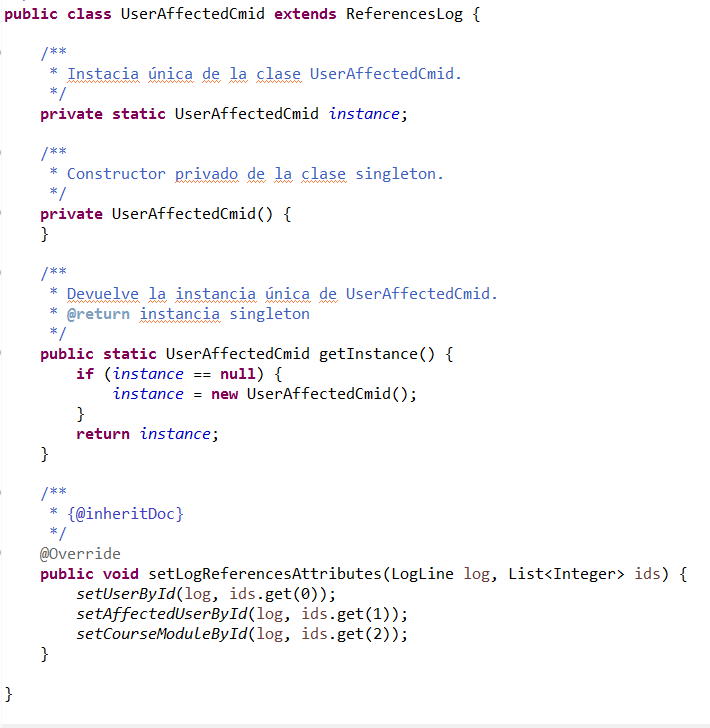 public class UserAffectedCmid extends ReferencesLog {
/**
* Instacia única de la clase UserAffectedCmid.
*/
private static UserAffectedCmid instance;
/**
* Constructor privado de la clase singleton.
*/
private UserAffectedCmid() {
}
/**
* Devuelve la instancia única de UserAffectedCmid.
* @return instancia singleton
*/
public static UserAffectedCmid getInstance() {
if (instance == null) {
instance = new UserAffectedCmid();
}
return instance;
}
/**
* {@inheritDoc}
*/
@Override
public void setLogReferencesAttributes(LogLine log, List<Integer> ids) {
setUserById(log, ids.get(0));
setAffectedUserById(log, ids.get(1));
setCourseModuleById(log, ids.get(2));
}
}